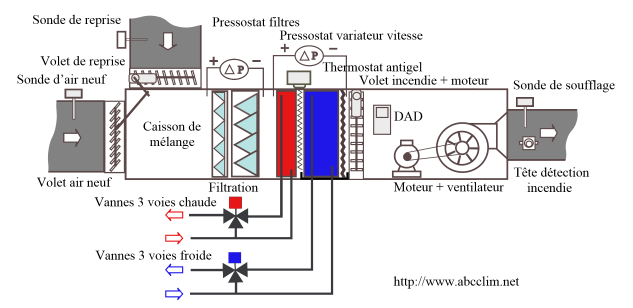 Sonde de reprise
Pressostat filtres
Pressostat variateur vitesse
+
Δ P
−
+
Δ P
−
Volet de reprise
Thermostat antigel
Sonde d'air neuf
Volet incendie + moteur
Sonde de soufflage
Caisson de
mélange
DAD
Volet air neuf
Filtration
Moteur + ventilateur
Tête détection
incendie
Vannes 3 voies chaude
Vannes 3 voies froide
http://www.abcclim.net